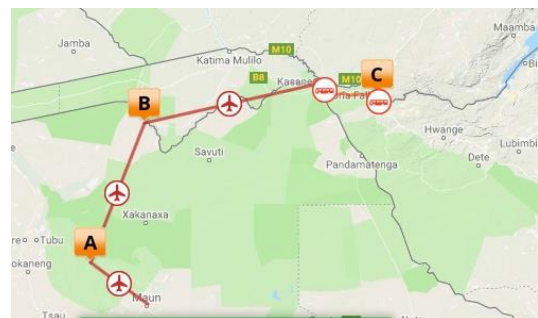 Maamba
Jamba
Katima Mulilo
M10
B8
Kasane
M10
C
B
Hwange
Lubimbi
Dete
Savuti
Pandamatenga
Xakanaxa
A
Tubu
Maun
Tsau